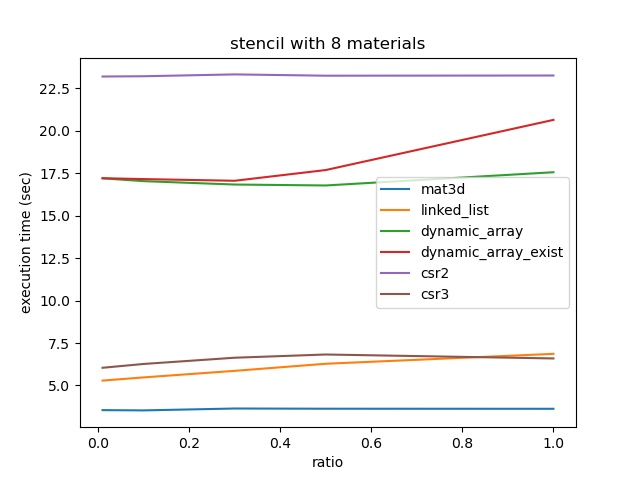 stencil with 8 materials
execution time (sec)
22.5
20.0
17.5
15.0
12.5
10.0
7.5
5.0
mat3d
linked_list
dynamic_array
dynamic_array_exist
csr2
csr3
0.0 0.2 0.4 0.6 0.8 1.0
ratio